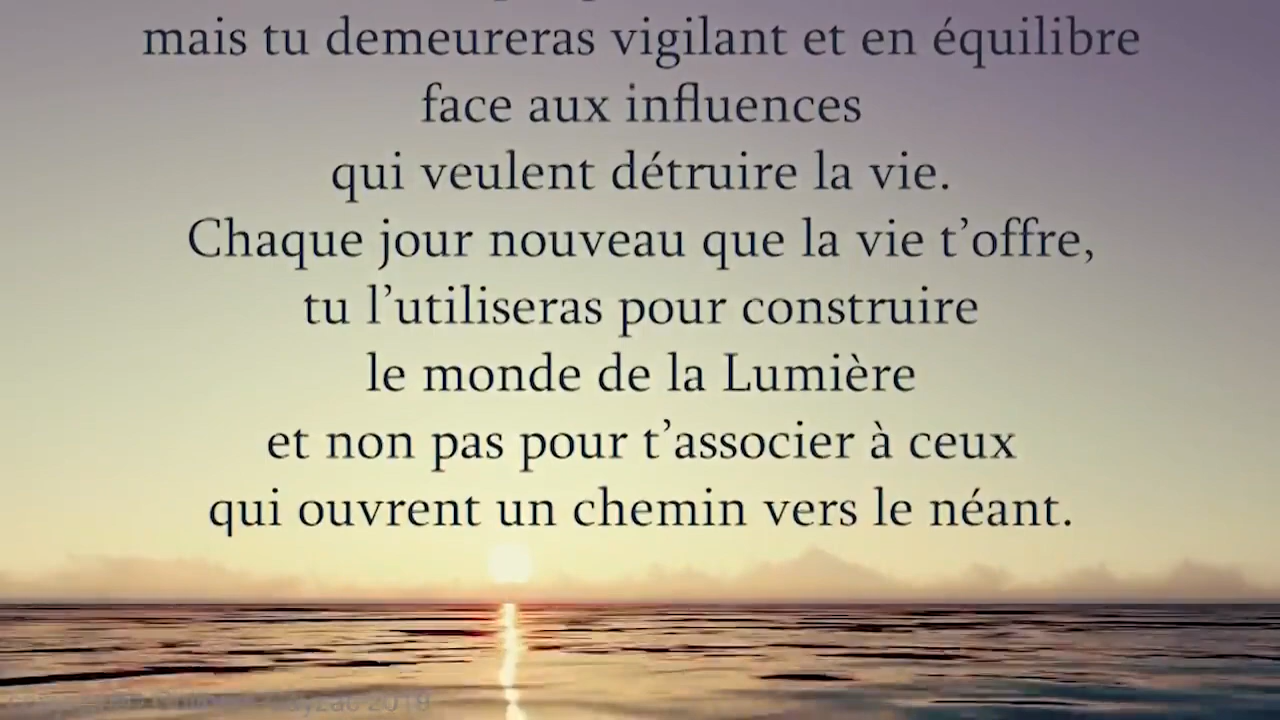 mais tu demeureras vigilant et en équilibre
face aux influences
qui veulent détruire la vie.
Chaque jour nouveau que la vie t’offre,
tu l’utiliseras pour construire
le monde de la Lumière
et non pas pour t’associer à ceux
qui ouvrent un chemin vers le néant.
2019